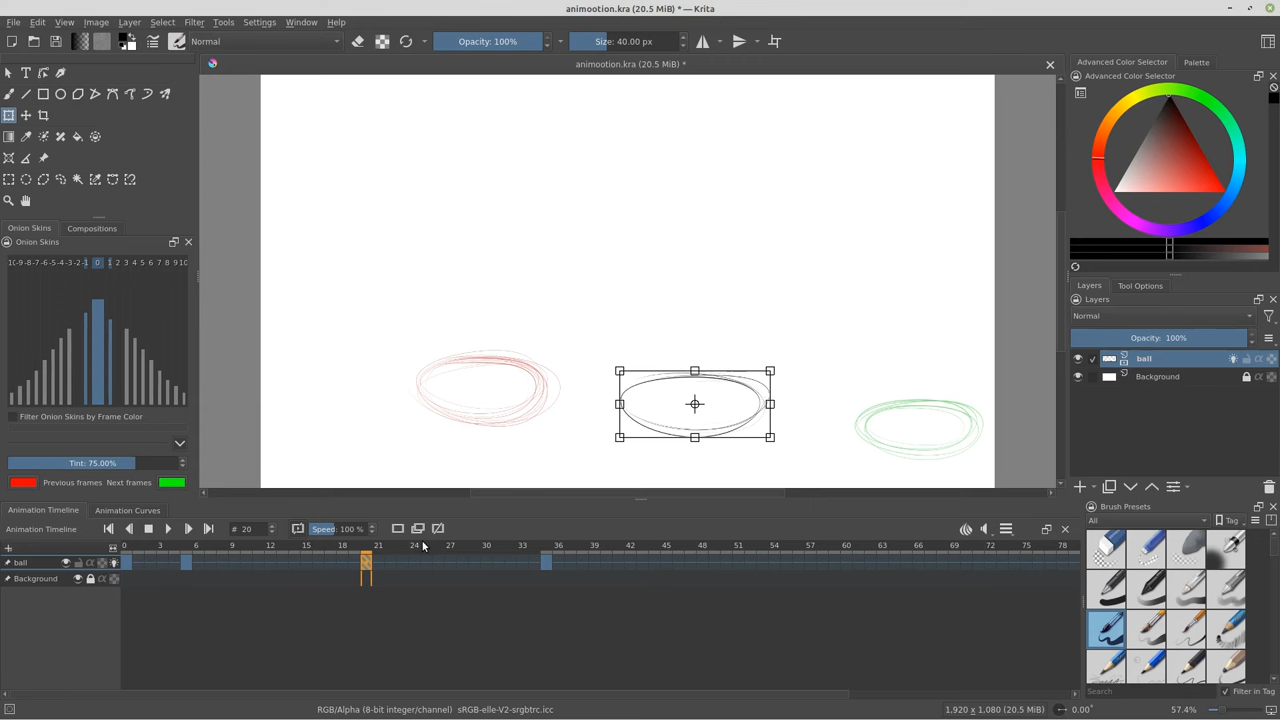 animootion.kra (20.5 MiB) * — Krita
File Edit View Image Layer Select Filter Tools Settings Window Help
Normal Opacity: 100% Size: 40.00 px
animootion.kra (20.5 MiB) *
Advanced Color Selector Palette
Advanced Color Selector
Onion Skins Compositions
Onion Skins
10-9-8-7-6-5-4-3-2-1 0 1 2 3 4 5 6 7 8 910
Filter Onion Skins by Frame Color
Tint: 75.00%
Previous frames Next frames
Layers Tool Options
Layers
Normal
Opacity: 100%
ball
Background
Animation Timeline Animation Curves
Animation Timeline # 20 Speed: 100 %
0 3 6 9 12 15 18 21 24 27 30 33 36 39 42 45 48 51 54 57 60 63 66 69 72 75 78
ball
Background
Brush Presets
All Tag
Search Filter in Tag
RGB/Alpha (8-bit integer/channel) sRGB-elle-V2-srgbtrc.icc 1,920 x 1,080 (20.5 MiB) 0.00° 57.4%